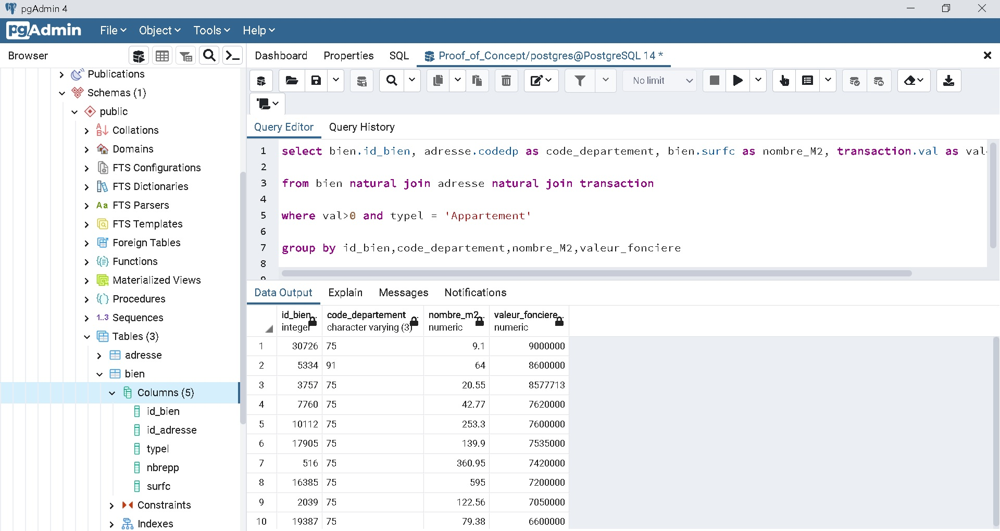 pgAdmin 4
pgAdmin File Object Tools Help
Browser
Dashboard Properties SQL Proof_of_Concept/postgres@PostgreSQL 14 *
No limit
Publications
Schemas (1)
public
Collations
Domains
FTS Configurations
FTS Dictionaries
Aa FTS Parsers
FTS Templates
Foreign Tables
Functions
Materialized Views
Procedures
1..3 Sequences
Tables (3)
adresse
bien
Columns (5)
id_bien
id_adresse
typel
nbrepp
surfc
Constraints
Indexes
Query Editor Query History
1 select bien.id_bien, adresse.codedp as code_departement, bien.surfc as nombre_M2, transaction.val as val
2
3 from bien natural join adresse natural join transaction
4
5 where val>0 and typel = 'Appartement'
6
7 group by id_bien,code_departement,nombre_M2,valeur_fonciere
8
Data Output Explain Messages Notifications
id_bien code_departement nombre_m2 valeur_fonciere
integer character varying (3) numeric numeric
1 30726 75 9.1 9000000
2 5334 91 64 8600000
3 3757 75 20.55 8577713
4 7760 75 42.77 7620000
5 10112 75 253.3 7600000
6 17905 75 139.9 7535000
7 516 75 360.95 7420000
8 16385 75 595 7200000
9 2039 75 122.56 7050000
10 19387 75 79.38 6600000